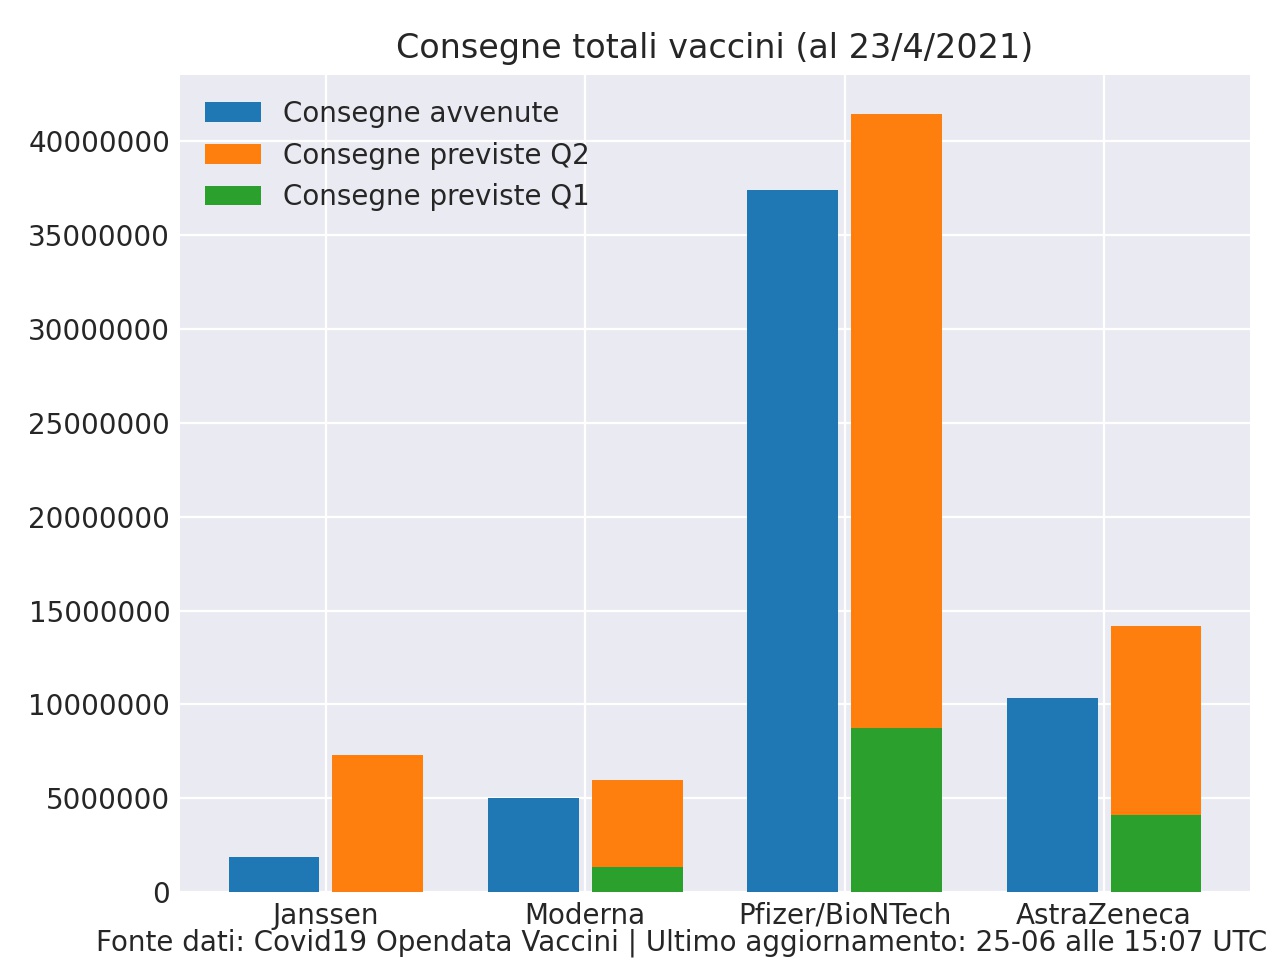 Consegne totali vaccini (al 23/4/2021)
Consegne avvenute
Consegne previste Q2
Consegne previste Q1
40000000
35000000
30000000
25000000
20000000
15000000
10000000
5000000
0
Janssen Moderna Pfizer/BioNTech AstraZeneca
Fonte dati: Covid19 Opendata Vaccini | Ultimo aggiornamento: 25-06 alle 15:07 UTC